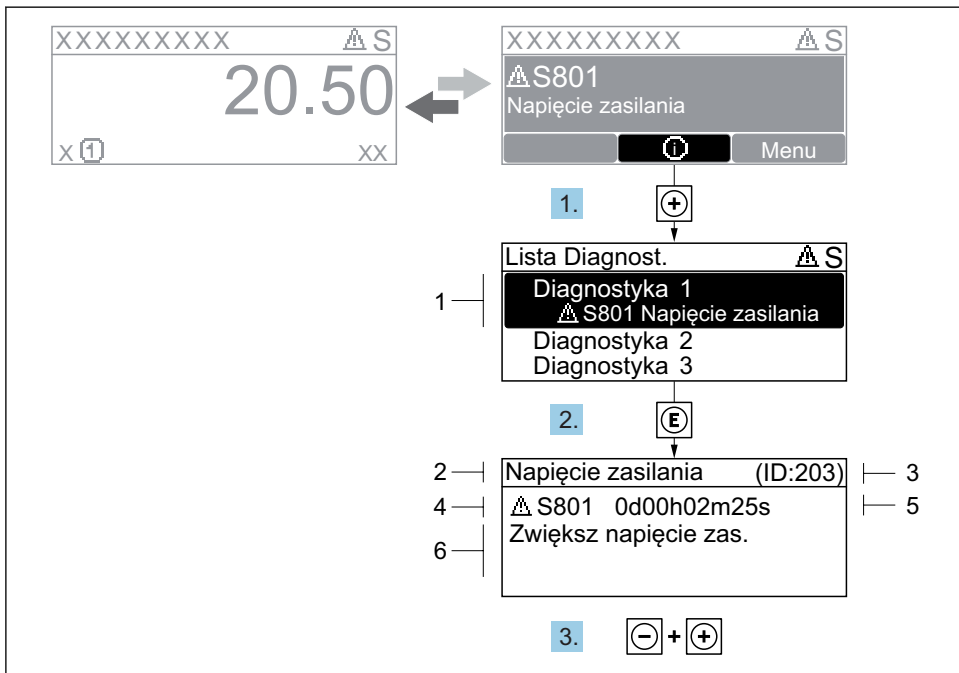 XXXXXXXXX ⚠ S
20.50
X 1 XX
XXXXXXXXX ⚠ S
⚠ S801
Napięcie zasilania
i Menu
1. +
Lista Diagnost. ⚠ S
1
Diagnostyka 1
⚠ S801 Napięcie zasilania
Diagnostyka 2
Diagnostyka 3
2. E
2 Napięcie zasilania (ID:203) 3
4 ⚠ S801 0d00h02m25s 5
6 Zwiększ napięcie zas.
3. - + +